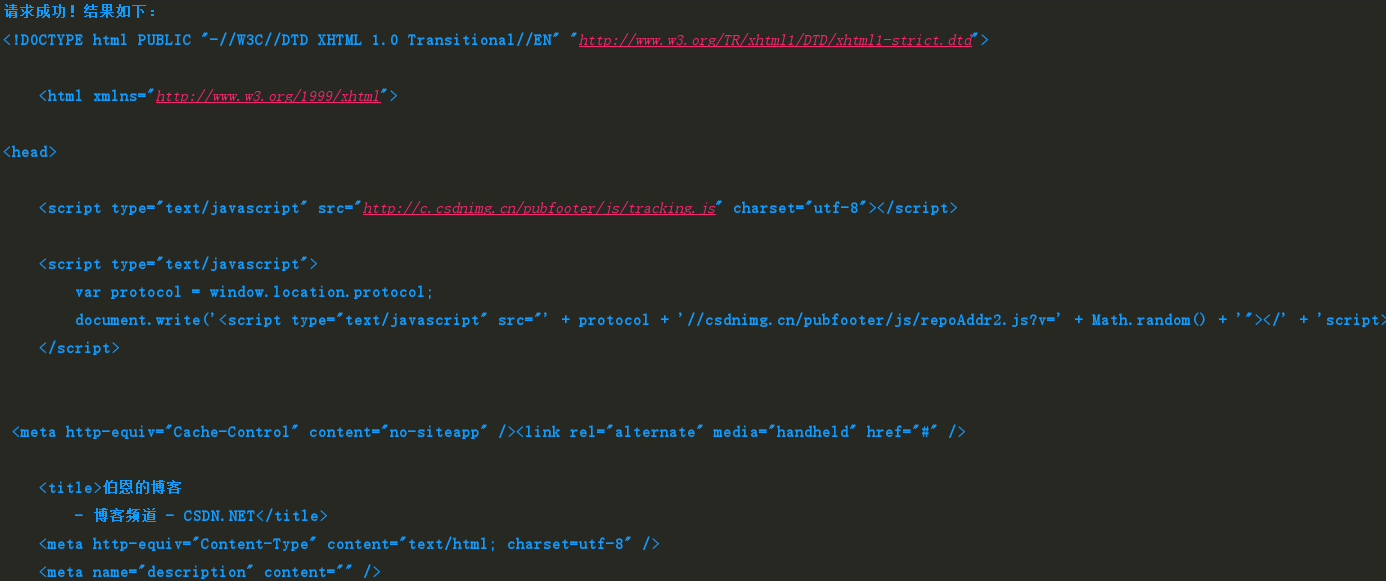 请求成功！结果如下：
<!DOCTYPE html PUBLIC "-//W3C//DTD XHTML 1.0 Transitional//EN" "http://www.w3.org/TR/xhtml1/DTD/xhtml1-strict.dtd">
<html xmlns="http://www.w3.org/1999/xhtml">
<head>
<script type="text/javascript" src="http://c.csdnimg.cn/pubfooter/js/tracking.js" charset="utf-8"></script>
<script type="text/javascript">
var protocol = window.location.protocol;
document.write('<script type="text/javascript" src="' + protocol + '//csdnimg.cn/pubfooter/js/repoAddr2.js?v=' + Math.random() + '"></' + 'script>
</script>
<meta http-equiv="Cache-Control" content="no-siteapp" /><link rel="alternate" media="handheld" href="#" />
<title>伯恩的博客
- 博客频道 - CSDN.NET</title>
<meta http-equiv="Content-Type" content="text/html; charset=utf-8" />
<meta name="description" content="" />